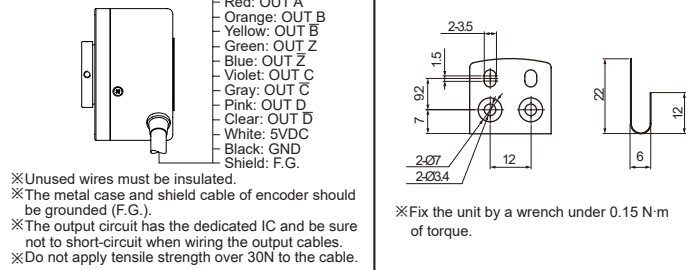 Red: OUT A
Orange: OUT B
Yellow: OUT B̅
Green: OUT Z
Blue: OUT Z̅
Violet: OUT C
Gray: OUT C̅
Pink: OUT D
Clear: OUT D̅
White: 5VDC
Black: GND
Shield: F.G.
※Unused wires must be insulated.
※The metal case and shield cable of encoder should
be grounded (F.G.).
※The output circuit has the dedicated IC and be sure
not to short-circuit when wiring the output cables.
※Do not apply tensile strength over 30N to the cable.
2-3.5
1.5
9.2
7
2-Ø7
2-Ø3.4
12
22
12
6
※Fix the unit by a wrench under 0.15 N·m
of torque.